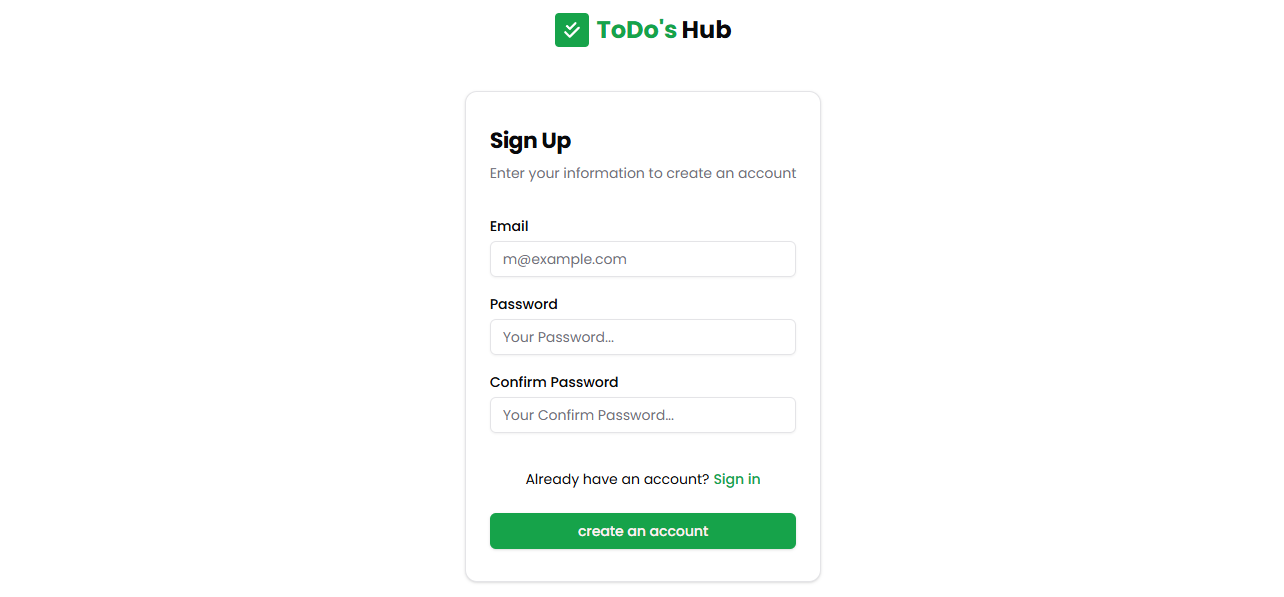 ToDo's Hub
Sign Up
Enter your information to create an account
Email
m@example.com
Password
Your Password...
Confirm Password
Your Confirm Password...
Already have an account? Sign in
create an account